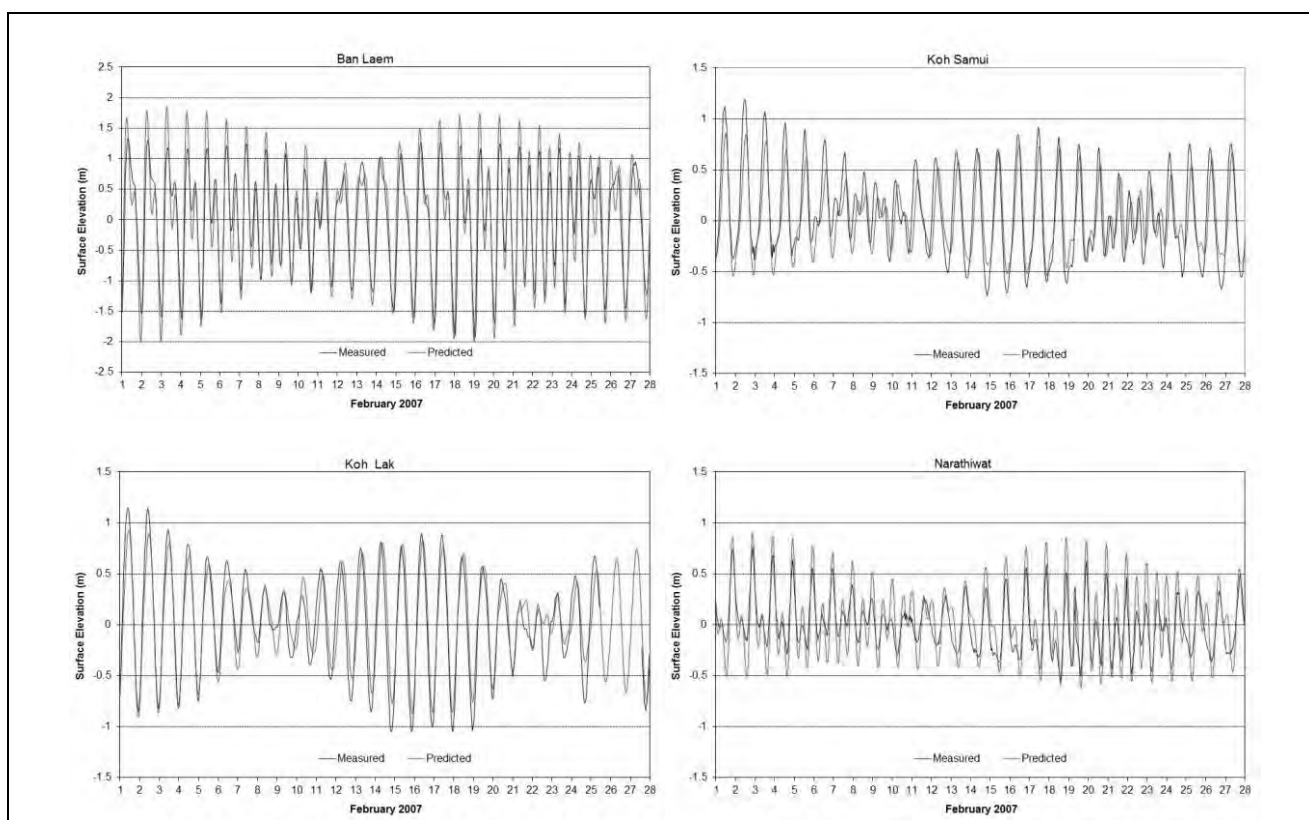 Ban Laem
2.5
2
1.5
1
0.5
0
-0.5
-1
-1.5
-2
-2.5
Surface Elevation (m)
Measured Predicted
1 2 3 4 5 6 7 8 9 10 11 12 13 14 15 16 17 18 19 20 21 22 23 24 25 26 27 28
February 2007
Koh Samui
1.5
1
0.5
0
-0.5
-1
-1.5
Surface Elevation (m)
Measured Predicted
1 2 3 4 5 6 7 8 9 10 11 12 13 14 15 16 17 18 19 20 21 22 23 24 25 26 27 28
February 2007
Koh Lak
1.5
1
0.5
0
-0.5
-1
-1.5
Surface Elevation (m)
Measured Predicted
1 2 3 4 5 6 7 8 9 10 11 12 13 14 15 16 17 18 19 20 21 22 23 24 25 26 27 28
February 2007
Narathiwat
1.5
1
0.5
0
-0.5
-1
-1.5
Surface Elevation (m)
Measured Predicted
1 2 3 4 5 6 7 8 9 10 11 12 13 14 15 16 17 18 19 20 21 22 23 24 25 26 27 28
February 2007